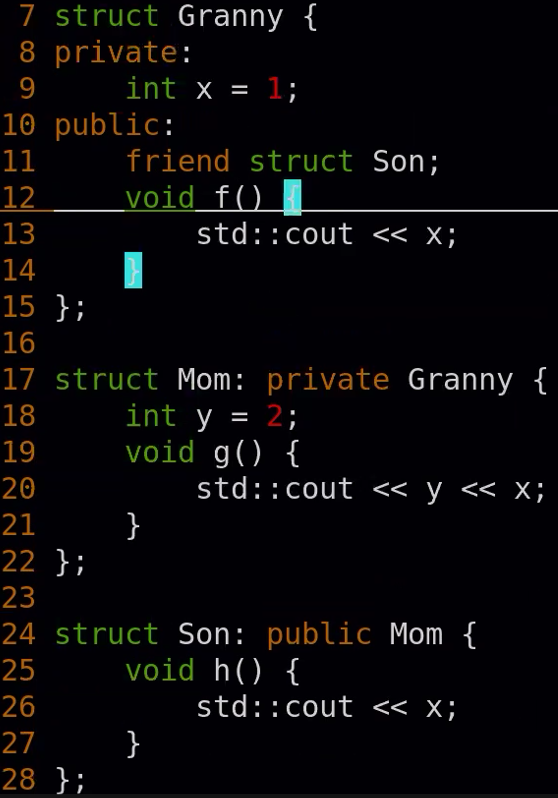 7 struct Granny {
8 private:
9     int x = 1;
10 public:
11     friend struct Son;
12     void f() {
13         std::cout << x;
14     }
15 };
16
17 struct Mom: private Granny {
18     int y = 2;
19     void g() {
20         std::cout << y << x;
21     }
22 };
23
24 struct Son: public Mom {
25     void h() {
26         std::cout << x;
27     }
28 };